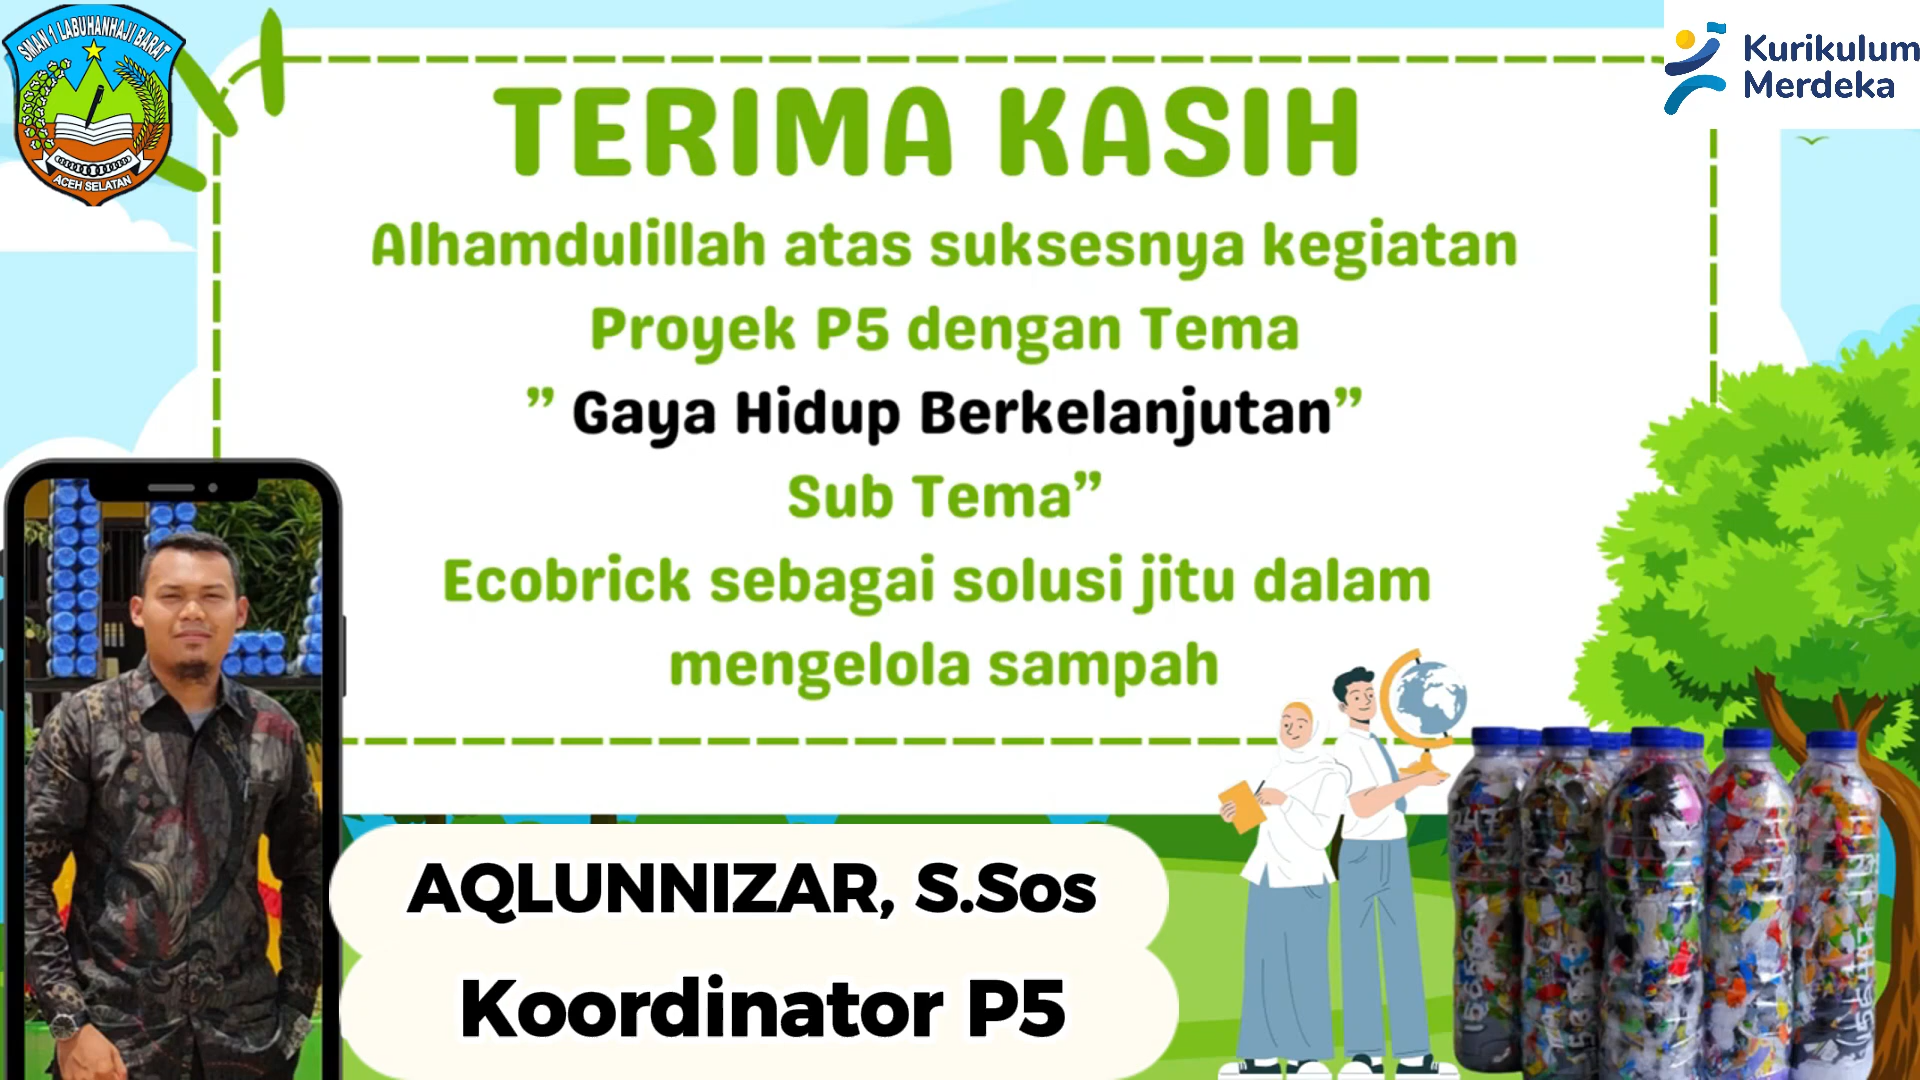 SMAN 1 LABUHANHAJI BARAT
ACEH SELATAN
Kurikulum
Merdeka
TERIMA KASIH
Alhamdulillah atas suksesnya kegiatan
Proyek P5 dengan Tema
” Gaya Hidup Berkelanjutan”
Sub Tema”
Ecobrick sebagai solusi jitu dalam
mengelola sampah
AQLUNNIZAR, S.Sos
Koordinator P5